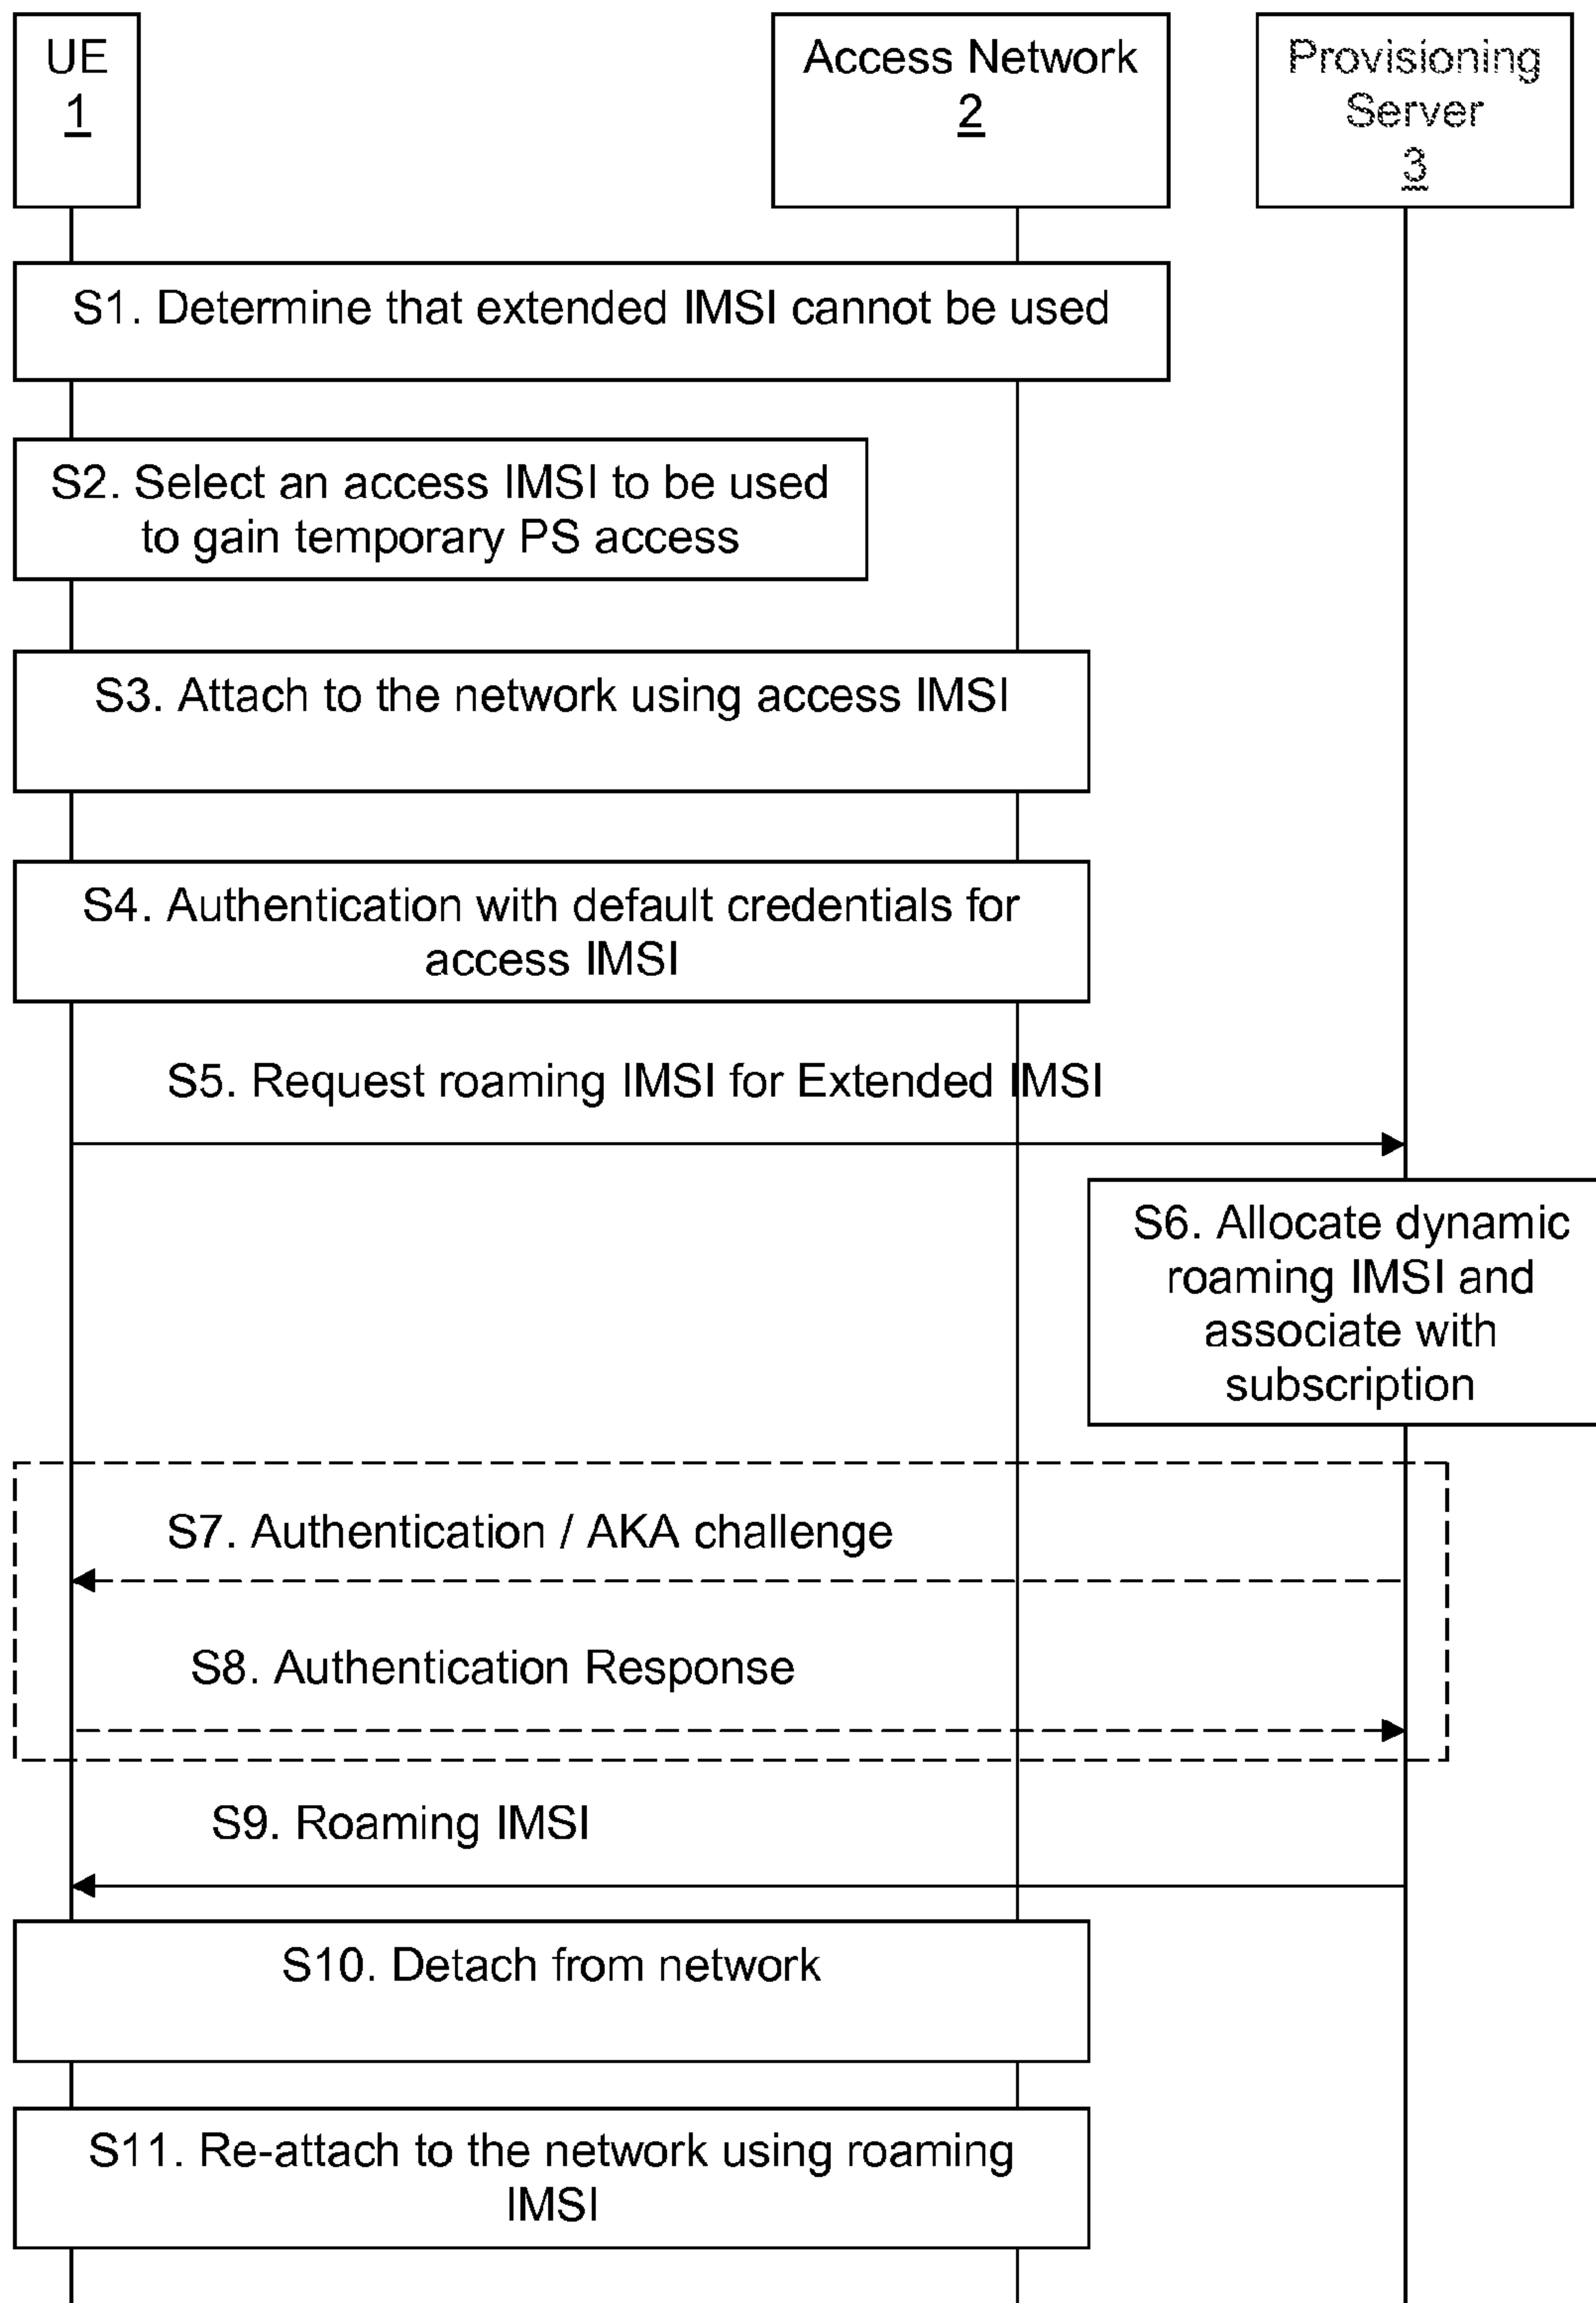 UE
1
Access Network
2
Provisioning
Server
3
S1. Determine that extended IMSI cannot be used
S2. Select an access IMSI to be used
to gain temporary PS access
S3. Attach to the network using access IMSI
S4. Authentication with default credentials for
access IMSI
S5. Request roaming IMSI for Extended IMSI
S6. Allocate dynamic
roaming IMSI and
associate with
subscription
S7. Authentication / AKA challenge
S8. Authentication Response
S9. Roaming IMSI
S10. Detach from network
S11. Re-attach to the network using roaming
IMSI